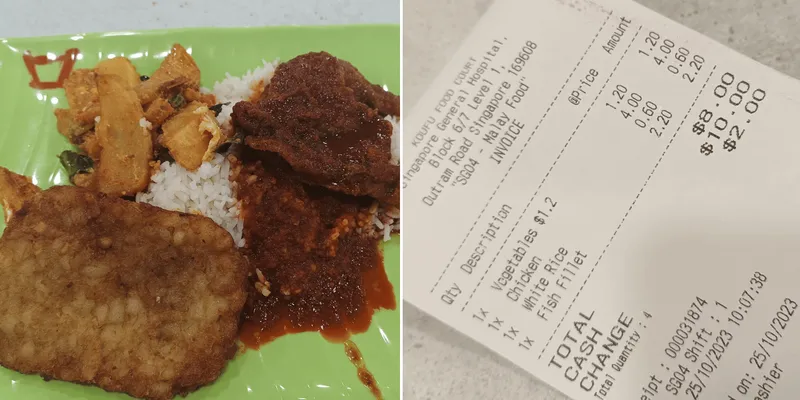 KOUFU FOOD COURT
Singapore General Hospital,
Block 6/7 Level 1,
Outram Road Singapore 169608
"SG04 - Malay Food"
INVOICE
Qty Description @Price Amount
1x Vegetables $1.2 1.20 1.20
1x Chicken 4.00 4.00
1x White Rice 0.60 0.60
1x Fish Fillet 2.20 2.20
TOTAL $8.00
CASH $10.00
CHANGE $2.00
Total Quantity : 4
eipt : 000031874
SG04 Shift : 1
25/10/2023 10:07:38
on: 25/10/2023
ashier